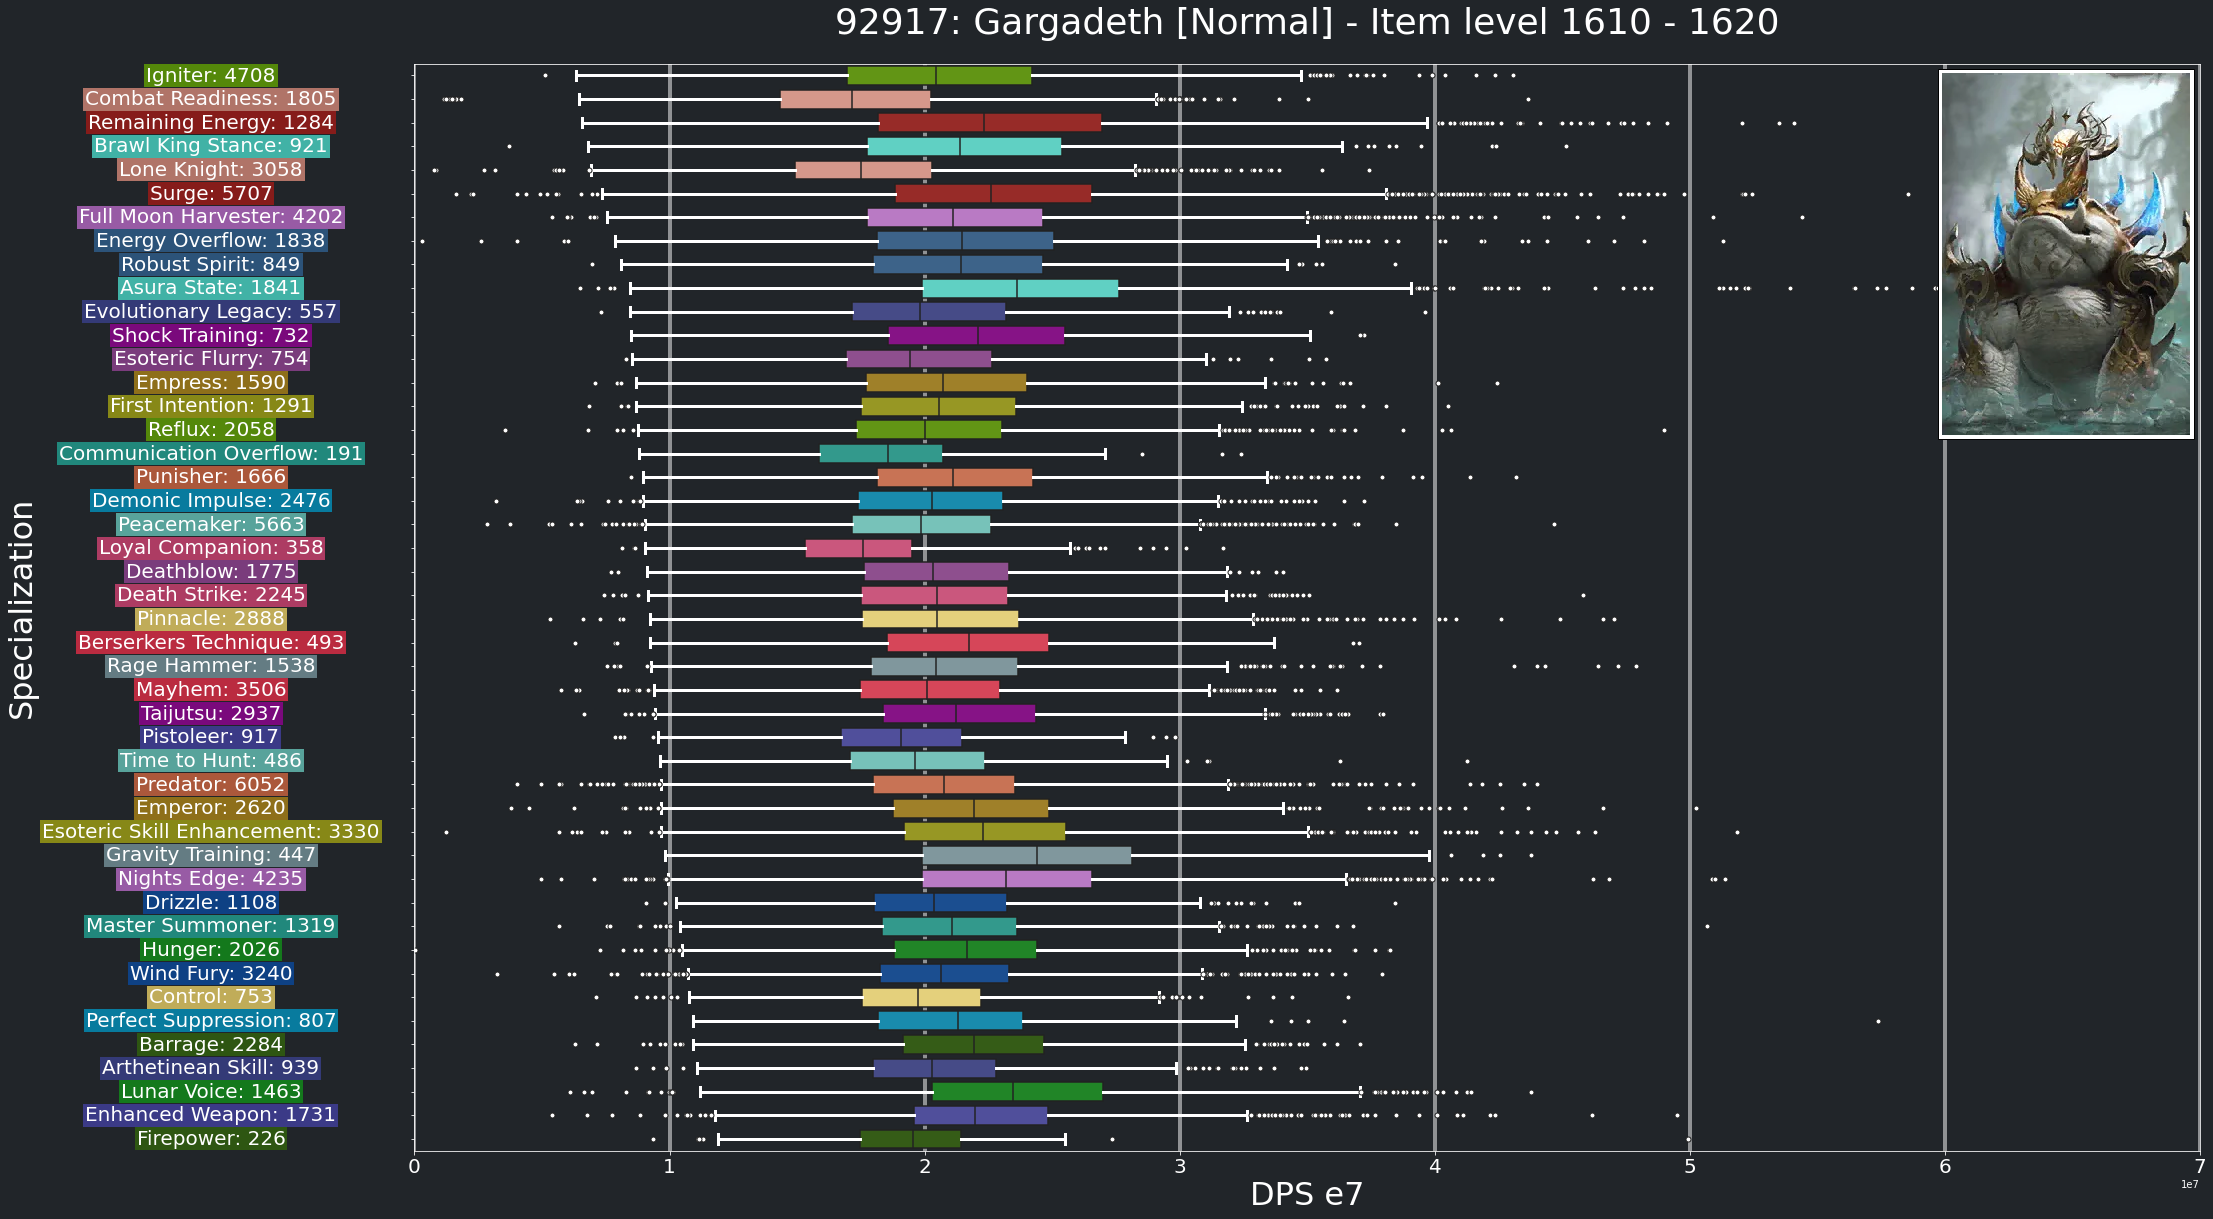 92917: Gargadeth [Normal] - Item level 1610 - 1620
Igniter: 4708
Combat Readiness: 1805
Remaining Energy: 1284
Brawl King Stance: 921
Lone Knight: 3058
Surge: 5707
Full Moon Harvester: 4202
Energy Overflow: 1838
Robust Spirit: 849
Asura State: 1841
Evolutionary Legacy: 557
Shock Training: 732
Esoteric Flurry: 754
Empress: 1590
First Intention: 1291
Reflux: 2058
Communication Overflow: 191
Punisher: 1666
Demonic Impulse: 2476
Peacemaker: 5663
Loyal Companion: 358
Deathblow: 1775
Death Strike: 2245
Pinnacle: 2888
Berserkers Technique: 493
Rage Hammer: 1538
Mayhem: 3506
Taijutsu: 2937
Pistoleer: 917
Time to Hunt: 486
Predator: 6052
Emperor: 2620
Esoteric Skill Enhancement: 3330
Gravity Training: 447
Nights Edge: 4235
Drizzle: 1108
Master Summoner: 1319
Hunger: 2026
Wind Fury: 3240
Control: 753
Perfect Suppression: 807
Barrage: 2284
Arthetinean Skill: 939
Lunar Voice: 1463
Enhanced Weapon: 1731
Firepower: 226
Specialization
0 1 2 3 4 5 6 7
1e7
DPS e7